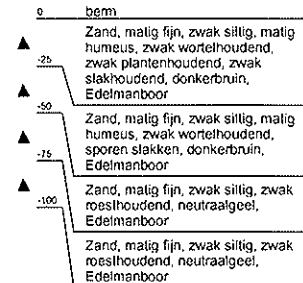 0 berm
Zand, matig fijn, zwak siltig, matig
humeus, zwak wortelhoudend,
zwak plantenhoudend, zwak
slakhoudend, donkerbruin,
Edelmanboor
-25
Zand, matig fijn, zwak siltig, matig
humeus, zwak wortelhoudend,
sporen slakken, donkerbruin,
Edelmanboor
-50
Zand, matig fijn, zwak siltig, zwak
roesthoudend, neutraalgeel,
Edelmanboor
-75
Zand, matig fijn, zwak siltig, zwak
roesthoudend, neutraalgeel,
Edelmanboor
-100